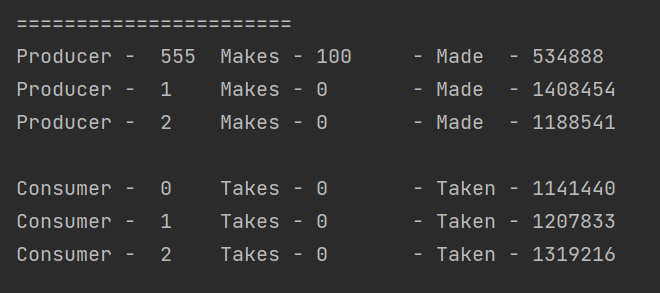 =======================
Producer -  555  Makes - 100     - Made  - 534888
Producer -  1    Makes - 0       - Made  - 1408454
Producer -  2    Makes - 0       - Made  - 1188541
Consumer -  0    Takes - 0       - Taken - 1141440
Consumer -  1    Takes - 0       - Taken - 1207833
Consumer -  2    Takes - 0       - Taken - 1319216